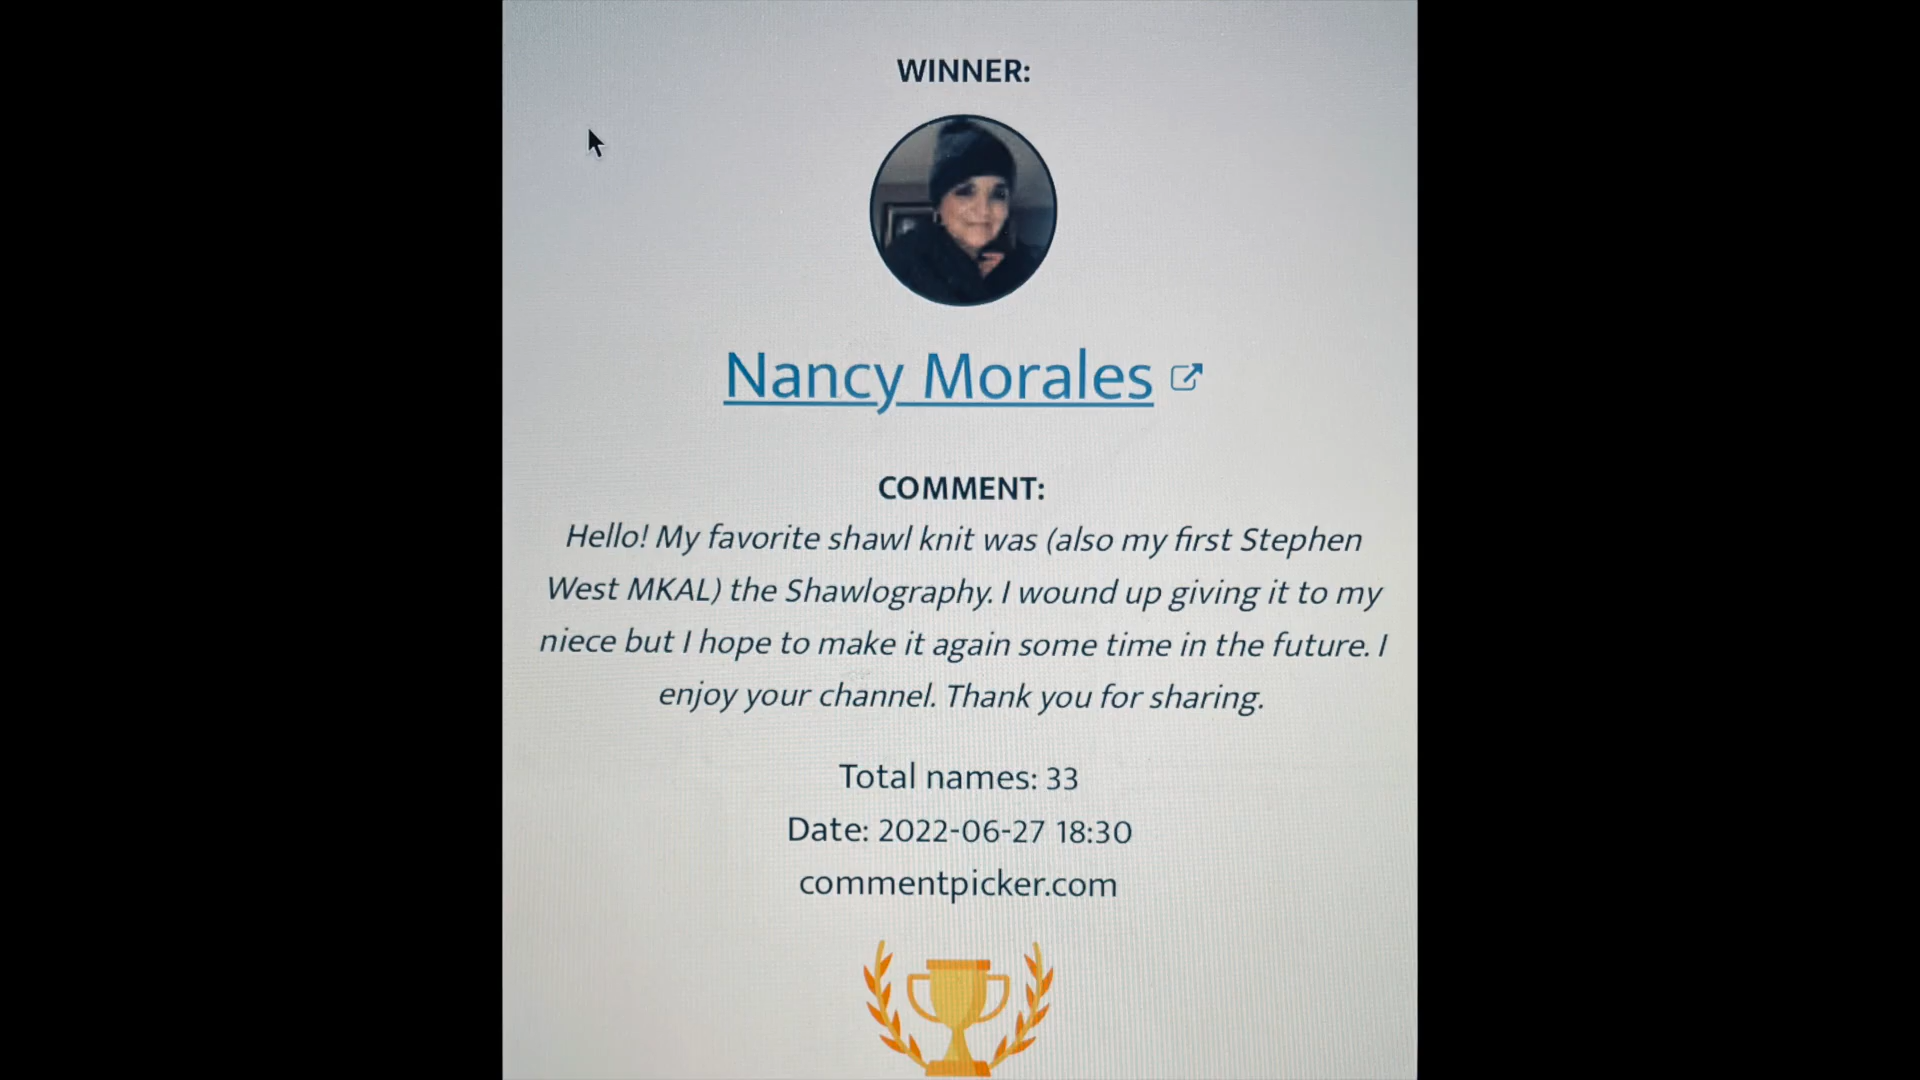 WINNER:
Nancy Morales
COMMENT:
Hello! My favorite shawl knit was (also my first Stephen
West MKAL) the Shawlography. I wound up giving it to my
niece but I hope to make it again some time in the future. I
enjoy your channel. Thank you for sharing.
Total names: 33
Date: 2022-06-27 18:30
commentpicker.com